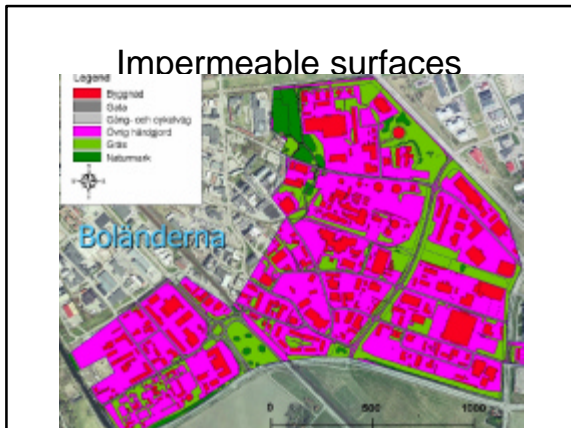 Impermeable surfaces
Legend
Byggnad
Gata
Gång- och cykelväg
Övrig hårdgjord
Gräs
Naturmark
Boländerna
0 500 1000